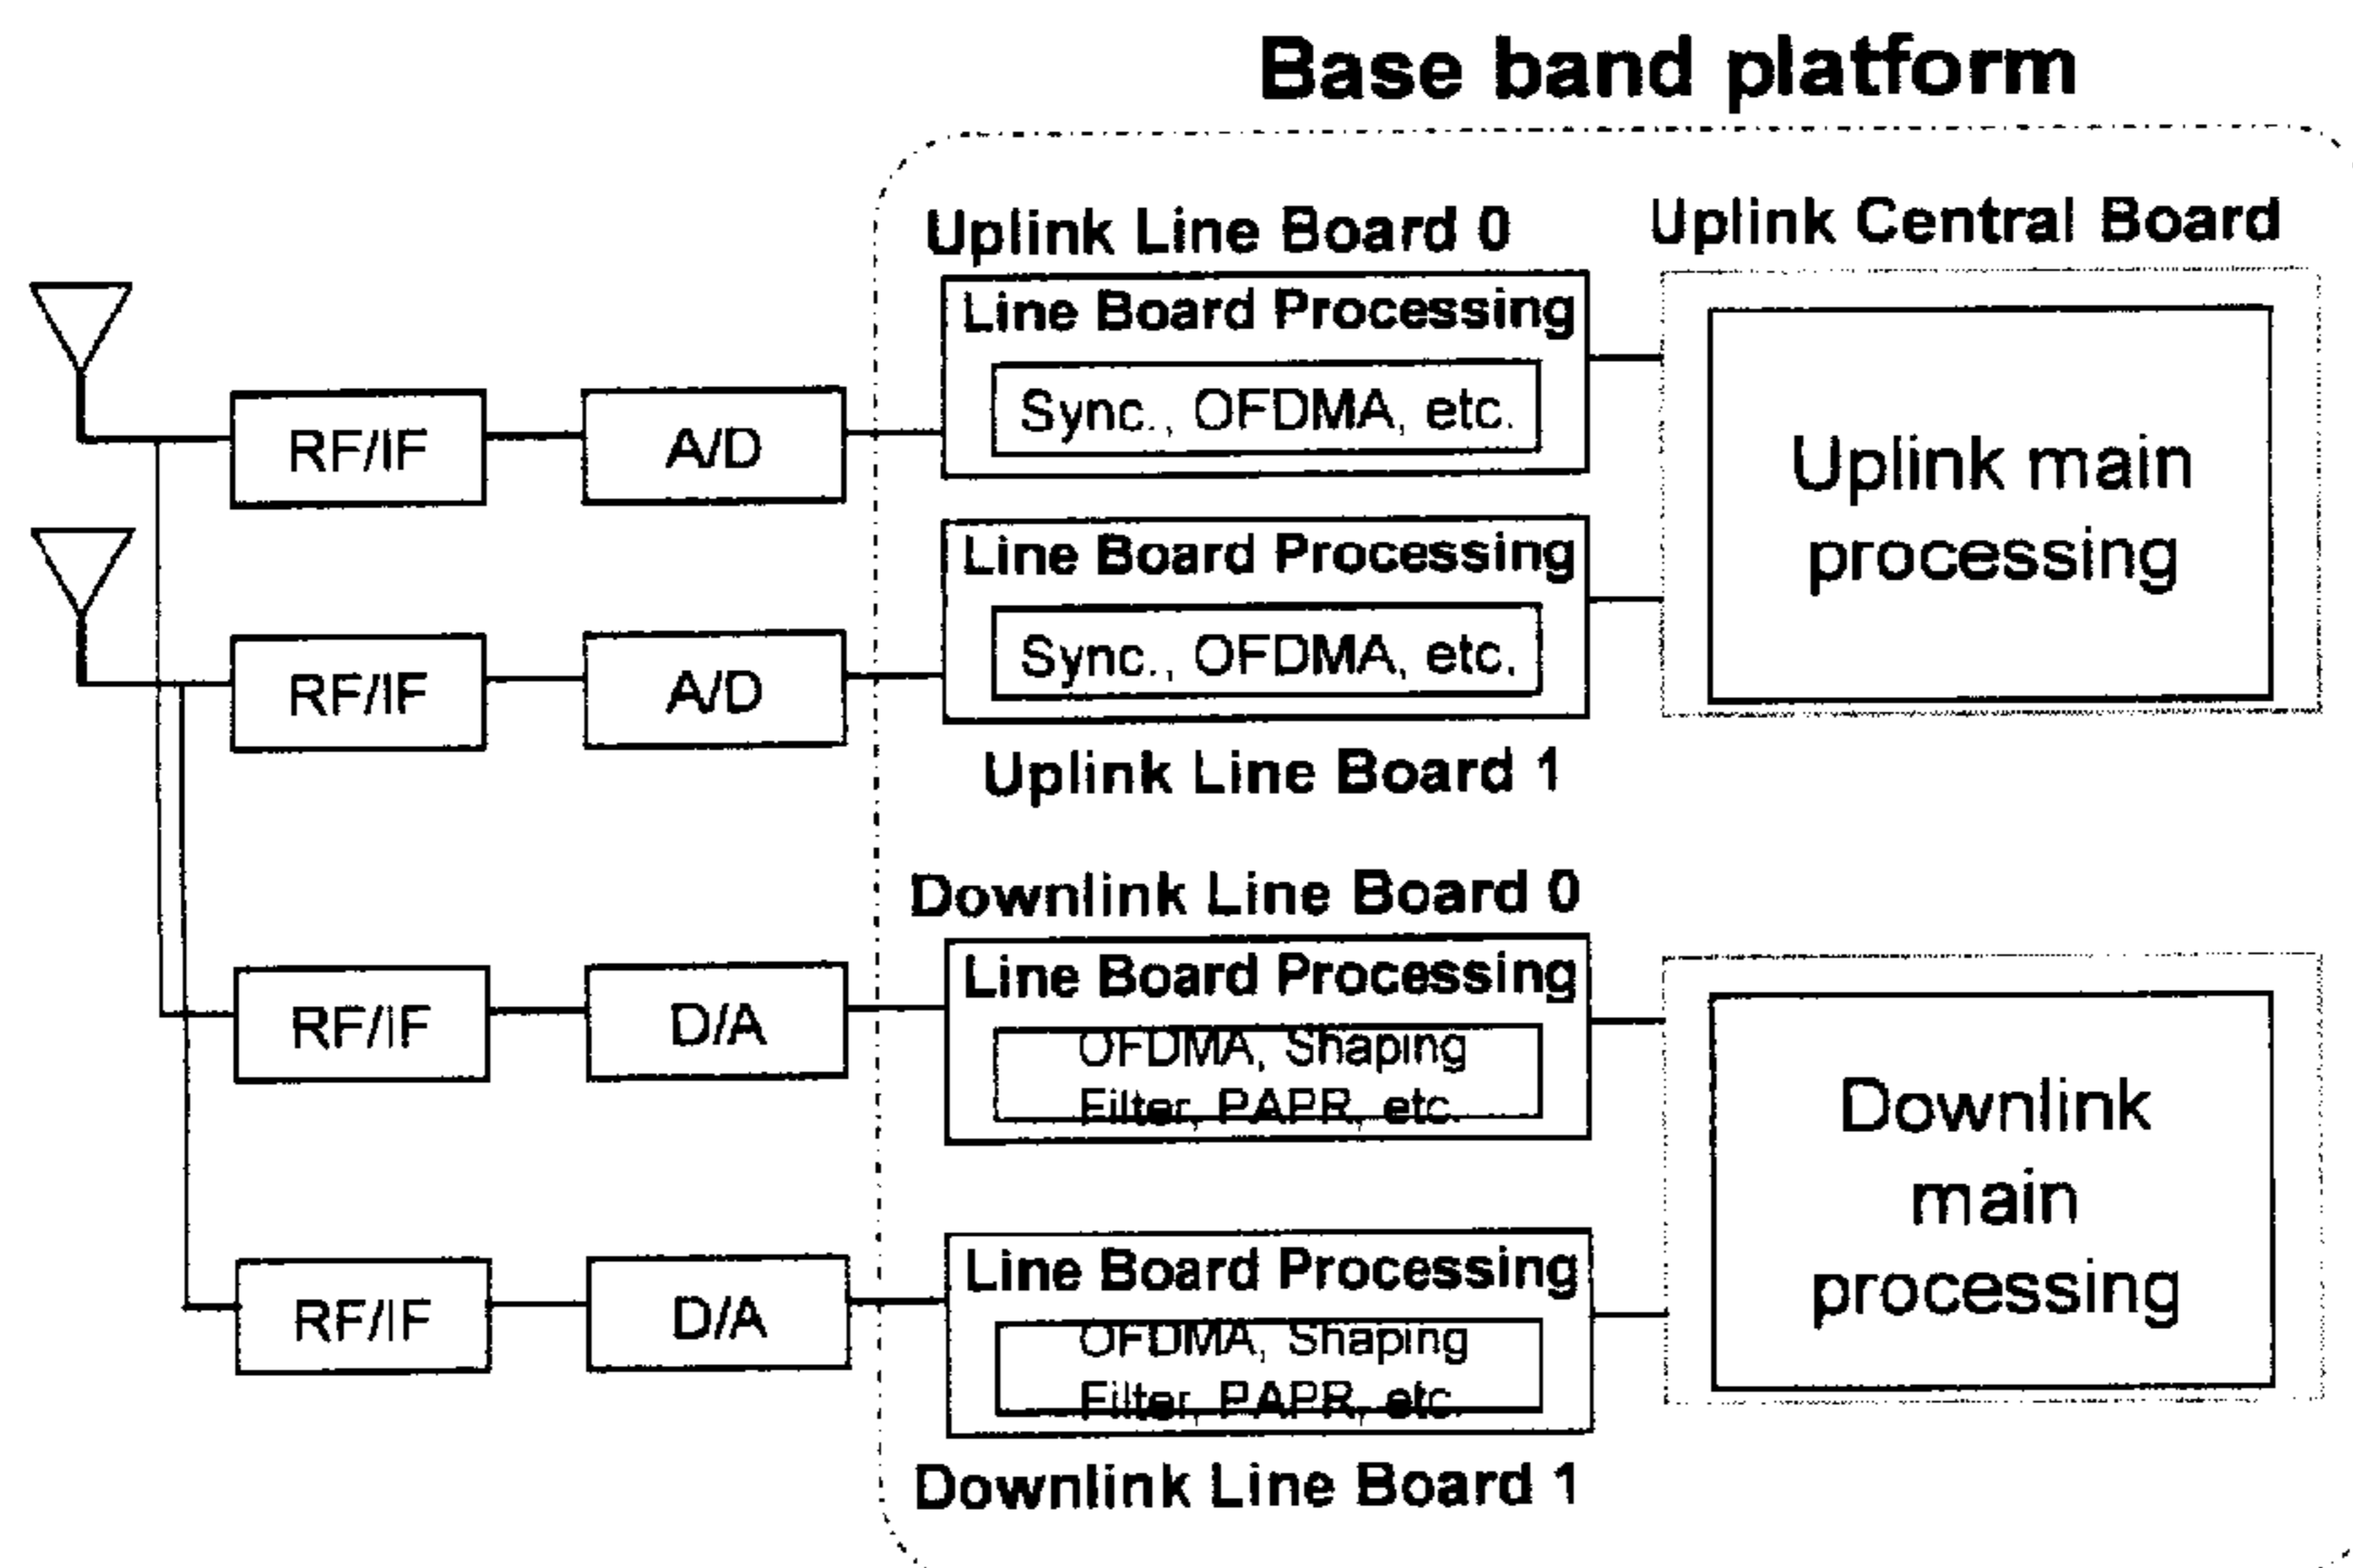 Base band platform
Uplink Line Board 0
Uplink Central Board
Line Board Processing
Sync., OFDMA, etc.
RF/IF
A/D
Uplink main
processing
Line Board Processing
Sync., OFDMA, etc.
RF/IF
A/D
Uplink Line Board 1
Downlink Line Board 0
Line Board Processing
OFDMA, Shaping
Filter, PAPR, etc.
RF/IF
D/A
Downlink
main
processing
Line Board Processing
OFDMA, Shaping
Filter, PAPR, etc.
RF/IF
D/A
Downlink Line Board 1